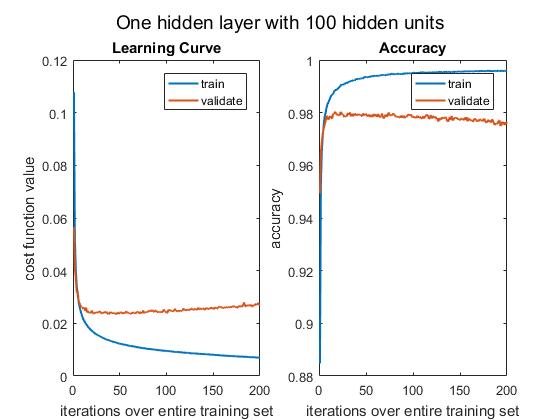 One hidden layer with 100 hidden units
Learning Curve
0.12
0.1
0.08
0.06
0.04
0.02
0
cost function value
train
validate
0 50 100 150 200
iterations over entire training set
Accuracy
1
0.98
0.96
0.94
0.92
0.9
0.88
accuracy
train
validate
0 50 100 150 200
iterations over entire training set